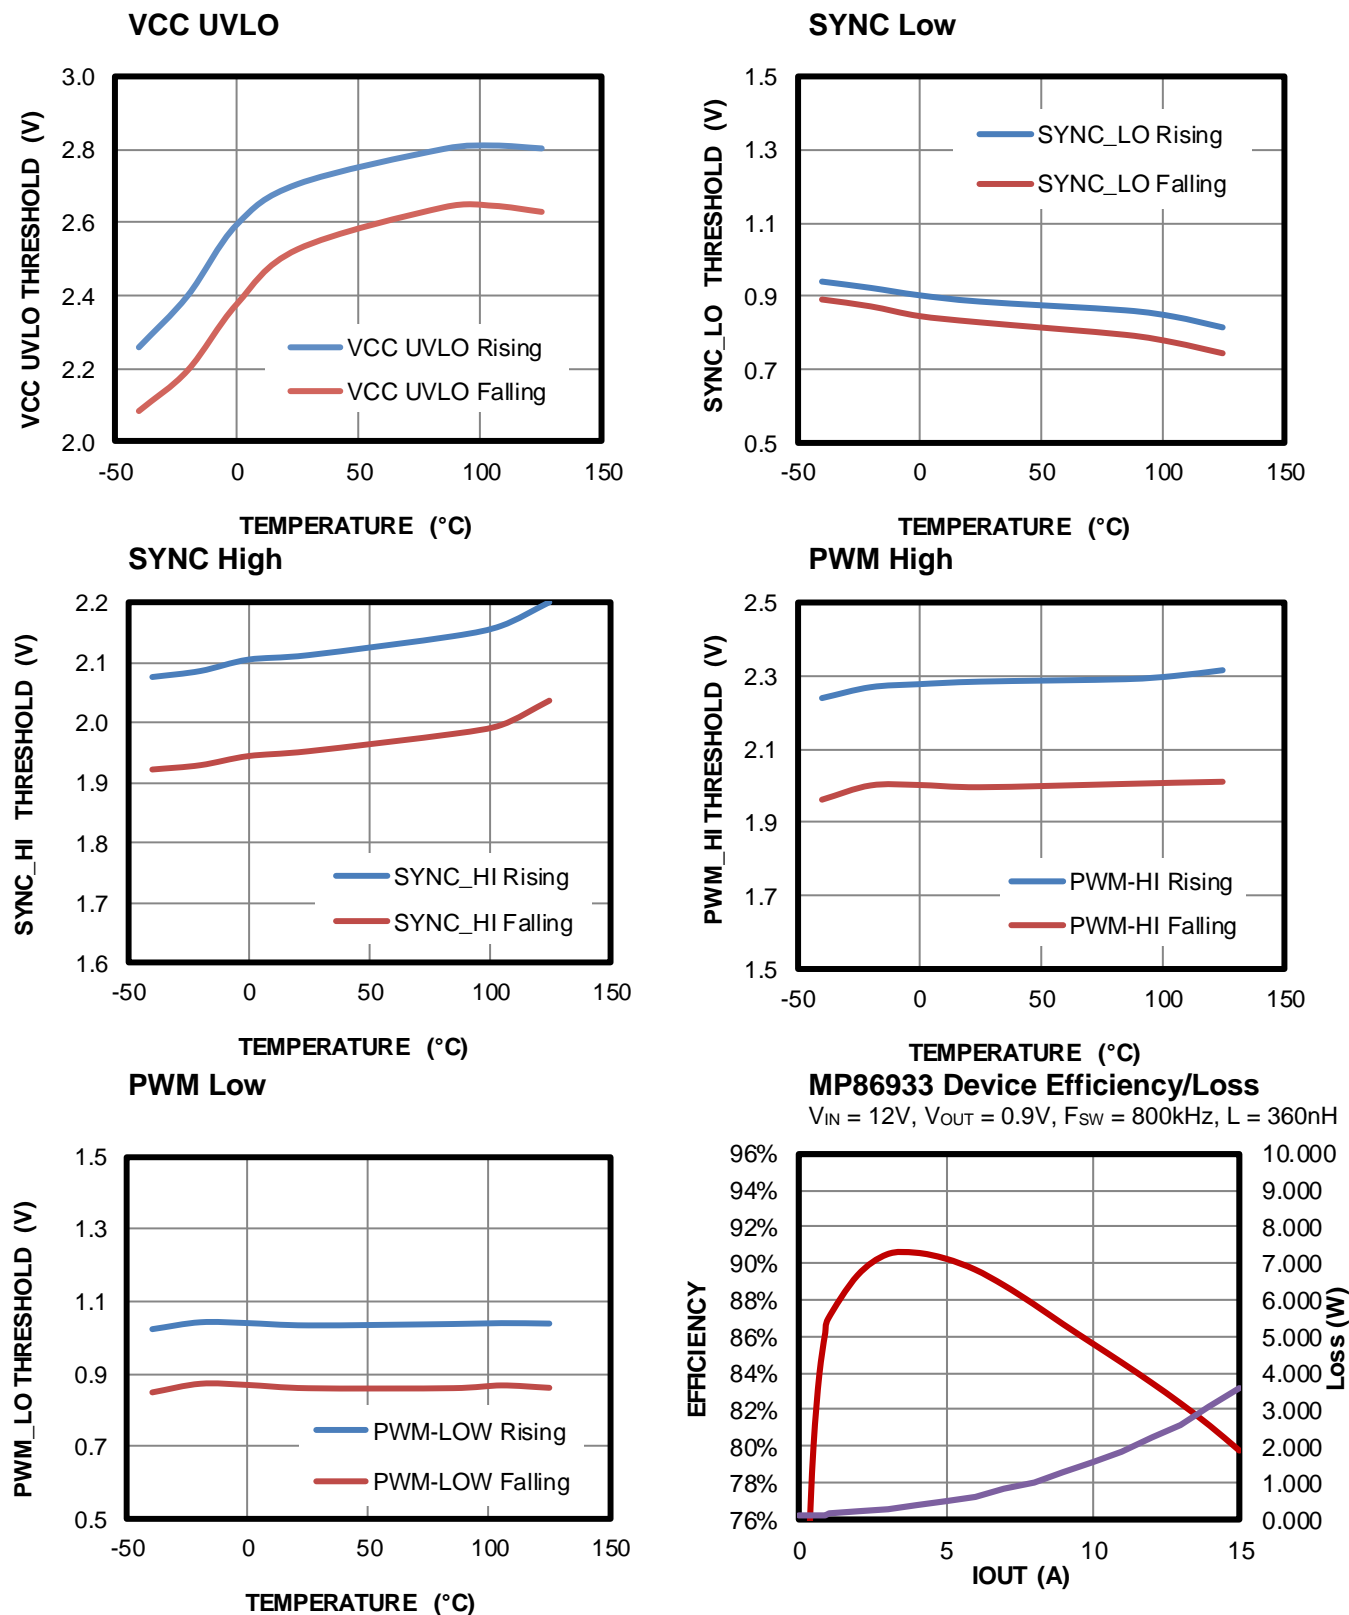 VCC UVLO
3.0
2.8
2.6
2.4
2.2
2.0
-50 0 50 100 150
VCC UVLO THRESHOLD (V)
VCC UVLO Rising
VCC UVLO Falling
TEMPERATURE (°C)
SYNC Low
1.5
1.3
1.1
0.9
0.7
0.5
-50 0 50 100 150
SYNC_LO THRESHOLD (V)
SYNC_LO Rising
SYNC_LO Falling
TEMPERATURE (°C)
SYNC High
2.2
2.1
2.0
1.9
1.8
1.7
1.6
-50 0 50 100 150
SYNC_HI THRESHOLD (V)
SYNC_HI Rising
SYNC_HI Falling
TEMPERATURE (°C)
PWM High
2.5
2.3
2.1
1.9
1.7
1.5
-50 0 50 100 150
PWM_HI THRESHOLD (V)
PWM-HI Rising
PWM-HI Falling
TEMPERATURE (°C)
PWM Low
1.5
1.3
1.1
0.9
0.7
0.5
-50 0 50 100 150
PWM_LO THRESHOLD (V)
PWM-LOW Rising
PWM-LOW Falling
TEMPERATURE (°C)
MP86933 Device Efficiency/Loss
VIN = 12V, VOUT = 0.9V, FSW = 800kHz, L = 360nH
96%
94%
92%
90%
88%
86%
84%
82%
80%
78%
76%
EFFICIENCY
10.000
9.000
8.000
7.000
6.000
5.000
4.000
3.000
2.000
1.000
0.000
Loss (W)
0 5 10 15
IOUT (A)